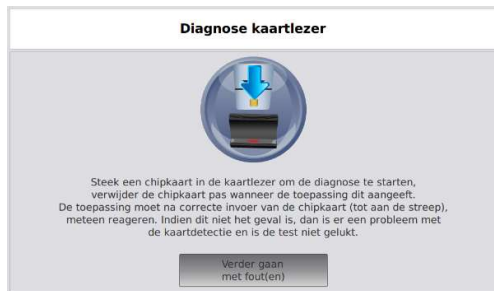 Diagnose kaartlezer
Steek een chipkaart in de kaartlezer om de diagnose te starten,
verwijder de chipkaart pas wanneer de toepassing dit aangeeft.
De toepassing moet na correcte invoer van de chipkaart (tot aan de streep),
meteen reageren. Indien dit niet het geval is, dan is er een probleem met
de kaartdetectie en is de test niet gelukt.
Verder gaan
met fout(en)